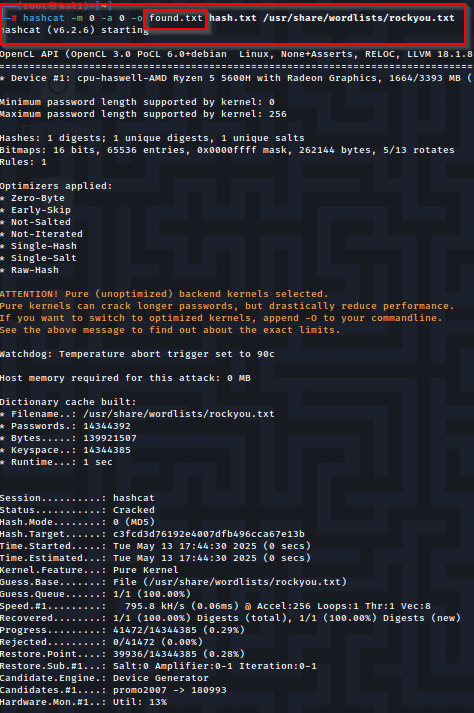 (root㉿kali)-[~]
# hashcat -m 0 -a 0 -o found.txt hash.txt /usr/share/wordlists/rockyou.txt
hashcat (v6.2.6) starting
OpenCL API (OpenCL 3.0 PoCL 6.0+debian  Linux, None+Asserts, RELOC, LLVM 18.1.8
* Device #1: cpu-haswell-AMD Ryzen 5 5600H with Radeon Graphics, 1664/3393 MB (
Minimum password length supported by kernel: 0
Maximum password length supported by kernel: 256
Hashes: 1 digests; 1 unique digests, 1 unique salts
Bitmaps: 16 bits, 65536 entries, 0x0000ffff mask, 262144 bytes, 5/13 rotates
Rules: 1
Optimizers applied:
* Zero-Byte
* Early-Skip
* Not-Salted
* Not-Iterated
* Single-Hash
* Single-Salt
* Raw-Hash
ATTENTION! Pure (unoptimized) backend kernels selected.
Pure kernels can crack longer passwords, but drastically reduce performance.
If you want to switch to optimized kernels, append -O to your commandline.
See the above message to find out about the exact limits.
Watchdog: Temperature abort trigger set to 90c
Host memory required for this attack: 0 MB
Dictionary cache built:
* Filename..: /usr/share/wordlists/rockyou.txt
* Passwords.: 14344392
* Bytes.....: 139921507
* Keyspace..: 14344385
* Runtime...: 1 sec
Session..........: hashcat
Status...........: Cracked
Hash.Mode........: 0 (MD5)
Hash.Target......: c3fcd3d76192e4007dfb496cca67e13b
Time.Started.....: Tue May 13 17:44:30 2025 (0 secs)
Time.Estimated...: Tue May 13 17:44:30 2025 (0 secs)
Kernel.Feature...: Pure Kernel
Guess.Base.......: File (/usr/share/wordlists/rockyou.txt)
Guess.Queue......: 1/1 (100.00%)
Speed.#1.........:   795.8 kH/s (0.06ms) @ Accel:256 Loops:1 Thr:1 Vec:8
Recovered........: 1/1 (100.00%) Digests (total), 1/1 (100.00%) Digests (new)
Progress.........: 41472/14344385 (0.29%)
Rejected.........: 0/41472 (0.00%)
Restore.Point....: 39936/14344385 (0.28%)
Restore.Sub.#1...: Salt:0 Amplifier:0-1 Iteration:0-1
Candidate.Engine.: Device Generator
Candidates.#1....: promo2007 -> 180993
Hardware.Mon.#1..: Util: 13%